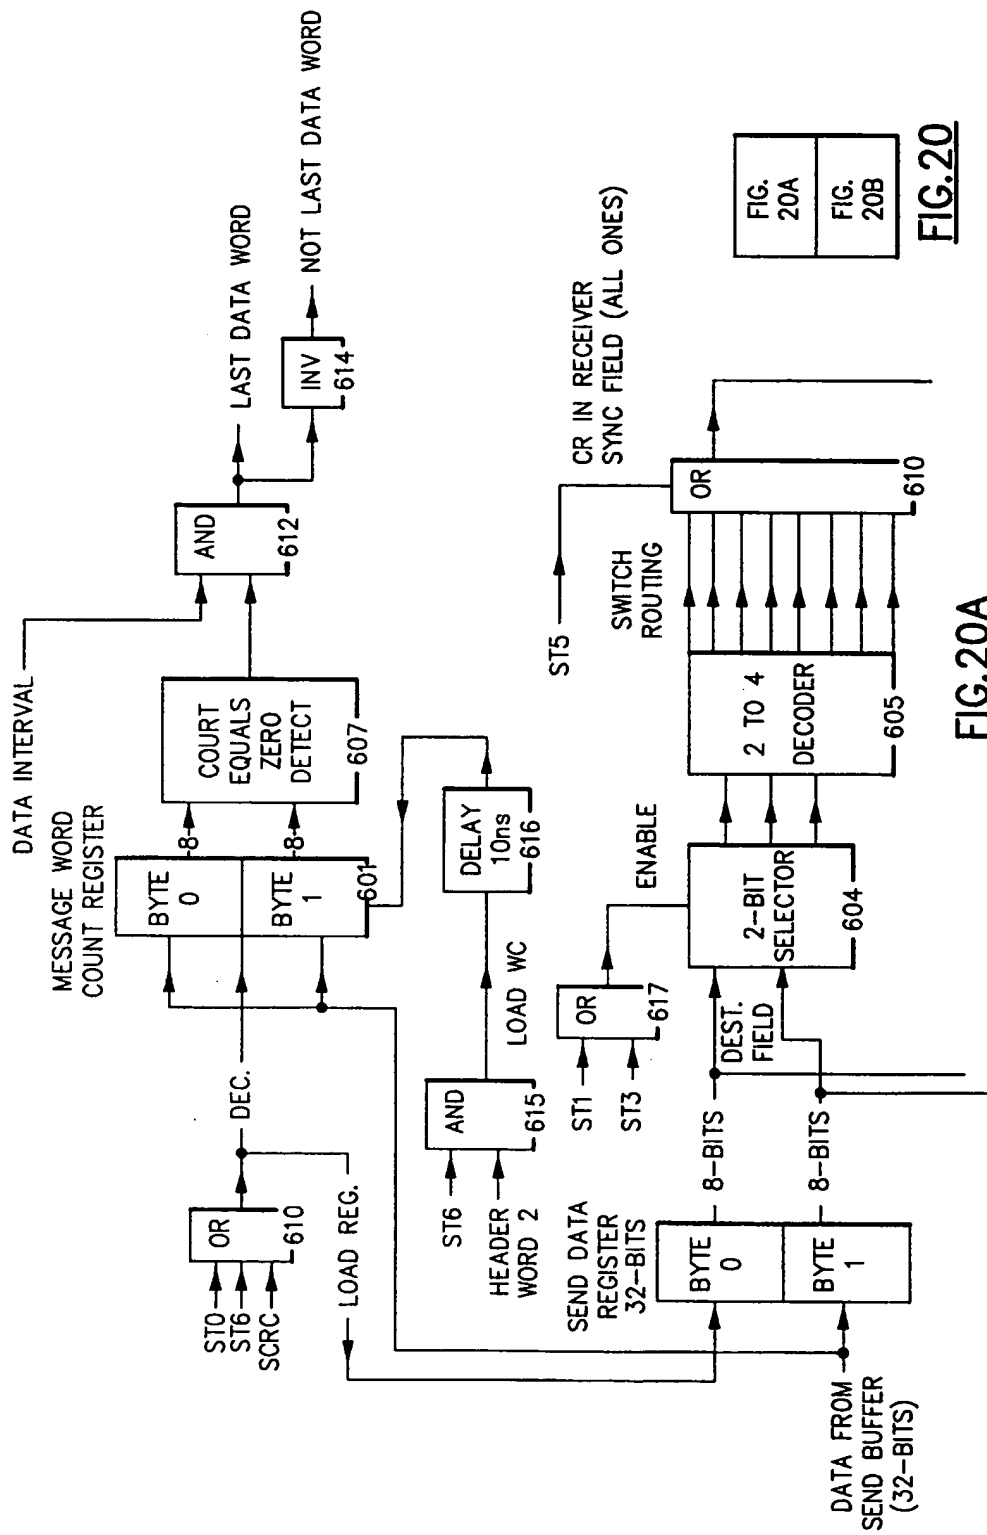 DATA INTERVAL
MESSAGE WORD
COUNT REGISTER
BYTE
0
BYTE
1
601
8
8
COURT
EQUALS
ZERO
DETECT
607
AND
612
LAST DATA WORD
INV
614
NOT LAST DATA WORD
ST0
ST6
SCRC
OR
610
DEC.
LOAD REG.
ST6
HEADER
WORD 2
AND
615
LOAD WC
DELAY
10ns
616
SEND DATA
REGISTER
32-BITS
BYTE
0
BYTE
1
DATA FROM
SEND BUFFER
(32-BITS)
8-BITS
8-BITS
ST1
ST3
OR
617
DEST.
FIELD
ENABLE
2-BIT
SELECTOR
604
2 TO 4
DECODER
605
SWITCH
ROUTING
ST5
OR
610
CR IN RECEIVER
SYNC FIELD (ALL ONES)
FIG.
20A
FIG.
20B
FIG.20
FIG.20A